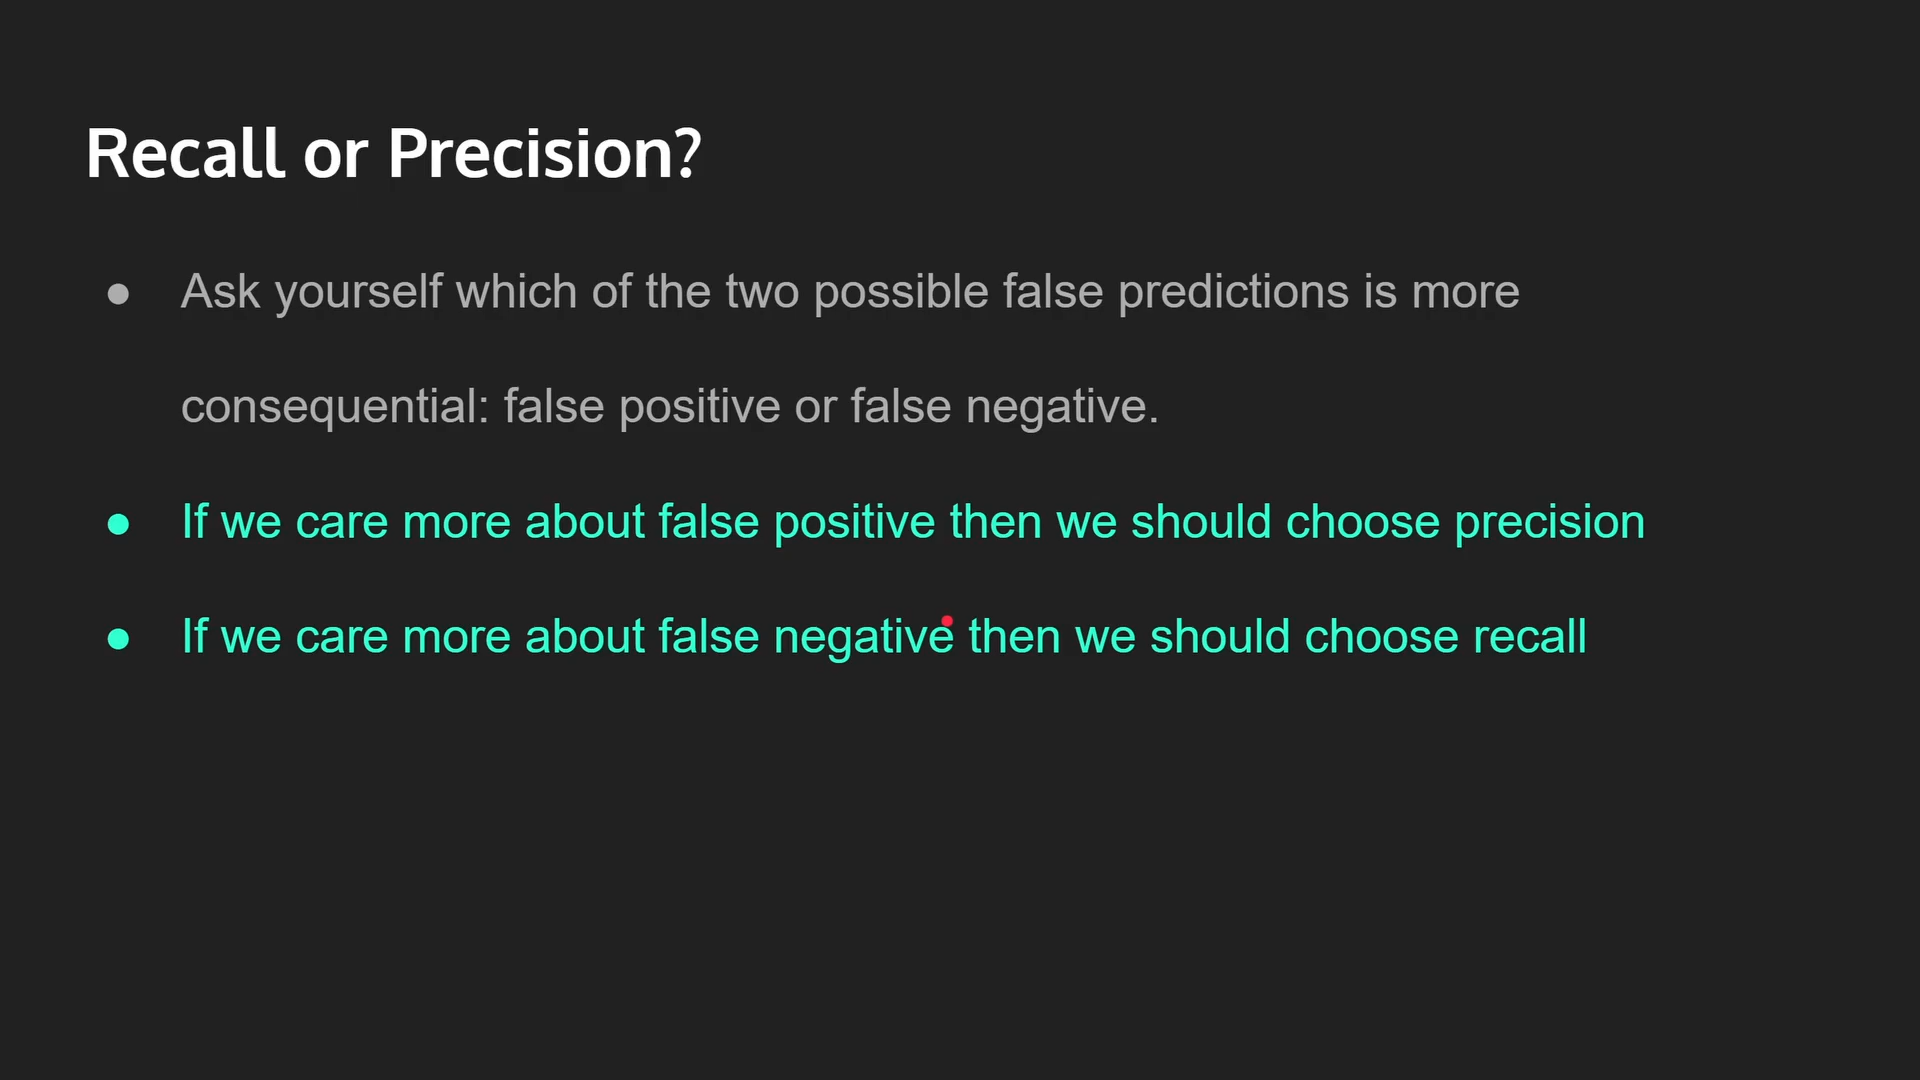 Recall or Precision?
● Ask yourself which of the two possible false predictions is more
consequential: false positive or false negative.
● If we care more about false positive then we should choose precision
● If we care more about false negative then we should choose recall